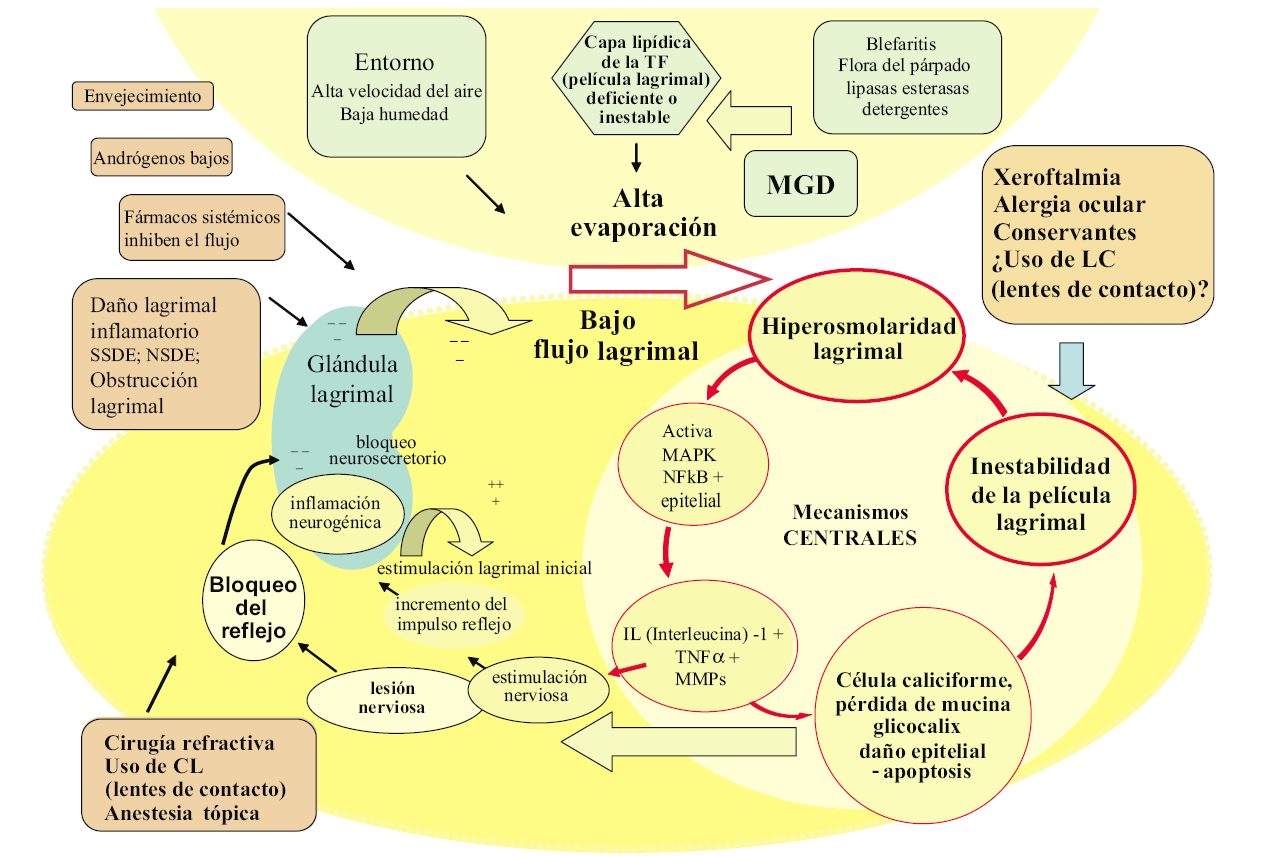 Entorno
Alta velocidad del aire
Baja humedad
Capa lipídica
de la TF
(película lagrimal)
deficiente o
inestable
Blefaritis
Flora del párpado
lipasas esterasas
detergentes
MGD
Alta
evaporación
Envejecimiento
Andrógenos bajos
Fármacos sistémicos
inhiben el flujo
Daño lagrimal
inflamatorio
SSDE; NSDE;
Obstrucción
lagrimal
Xeroftalmia
Alergia ocular
Conservantes
¿Uso de LC
(lentes de contacto)?
Bajo
flujo lagrimal
Hiperosmolaridad
lagrimal
– –
–
Glándula
lagrimal
– –
–
bloqueo
neurosecretorio
– –
–
inflamación
neurogénica
++
+
estimulación lagrimal inicial
incremento del
impulso reflejo
Bloqueo
del
reflejo
lesión
nerviosa
estimulación
nerviosa
Cirugía refractiva
Uso de CL
(lentes de contacto)
Anestesia tópica
Activa
MAPK
NFkB +
epitelial
Mecanismos
CENTRALES
Inestabilidad
de la película
lagrimal
IL (Interleucina) -1 +
TNFα +
MMPs
Célula caliciforme,
pérdida de mucina
glicocalix
daño epitelial
- apoptosis